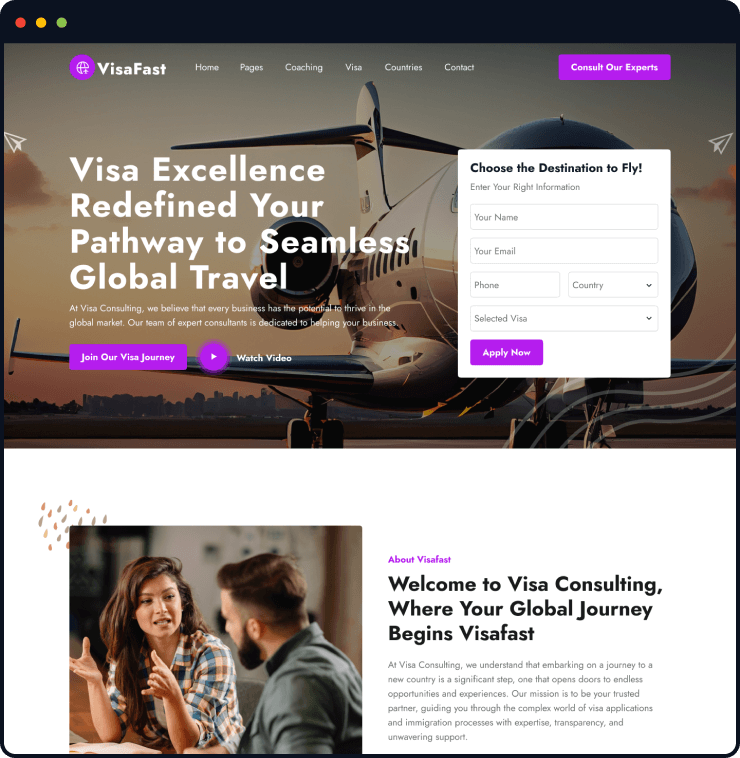 VisaFast
Home
Pages
Coaching
Visa
Countries
Contact
Consult Our Experts
Visa Excellence
Redefined Your
Pathway to Seamless
Global Travel
At Visa Consulting, we believe that every business has the potential to thrive in the
global market. Our team of expert consultants is dedicated to helping your business.
Join Our Visa Journey
Watch Video
Choose the Destination to Fly!
Enter Your Right Information
Your Name
Your Email
Phone
Country
Selected Visa
Apply Now
About Visafast
Welcome to Visa Consulting,
Where Your Global Journey
Begins Visafast
At Visa Consulting, we understand that embarking on a journey to a
new country is a significant step, one that opens doors to endless
opportunities and experiences. Our mission is to be your trusted
partner, guiding you through the complex world of visa applications
and immigration processes with expertise, transparency, and
unwavering support.